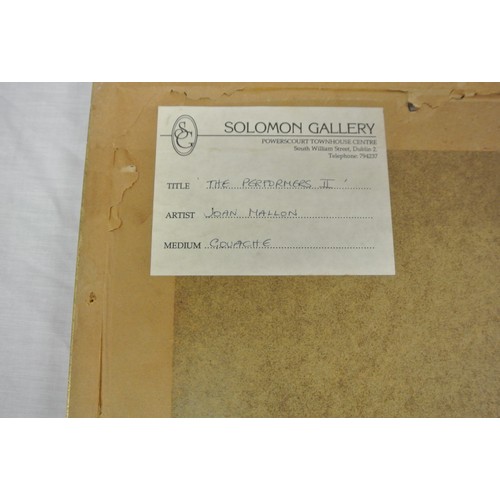 SC
SOLOMON GALLERY
POWERSCOURT TOWNHOUSE CENTRE
South William Street, Dublin 2.
Telephone: 794237
TITLE "THE PERFORMERS II"
ARTIST JOAN MALLON
MEDIUM GOUACHE